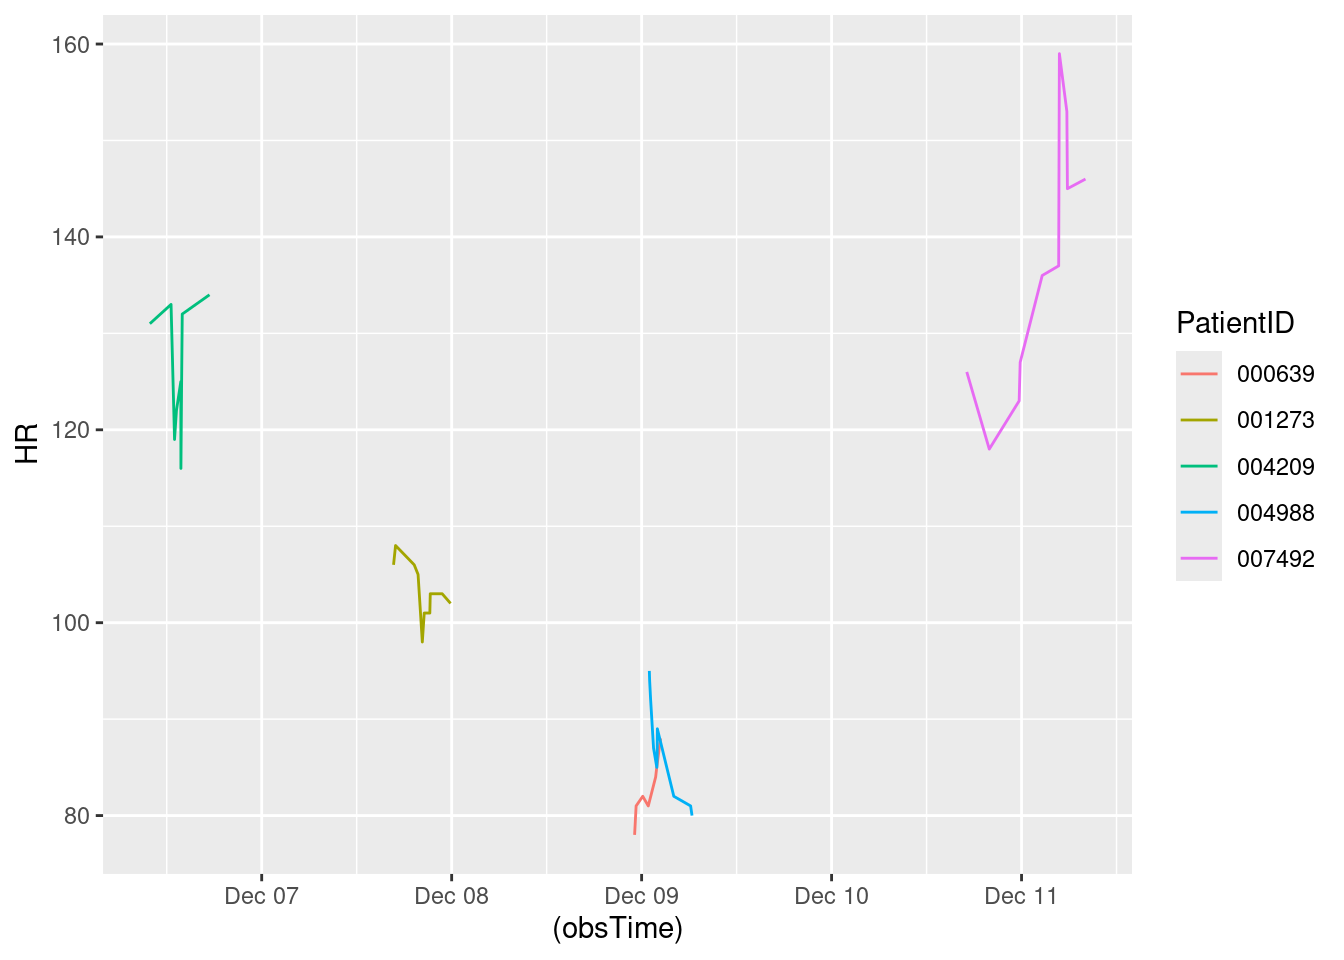 160
140
120
100
80
HR
Dec 07
Dec 08
Dec 09
Dec 10
Dec 11
(obsTime)
PatientID
000639
001273
004209
004988
007492